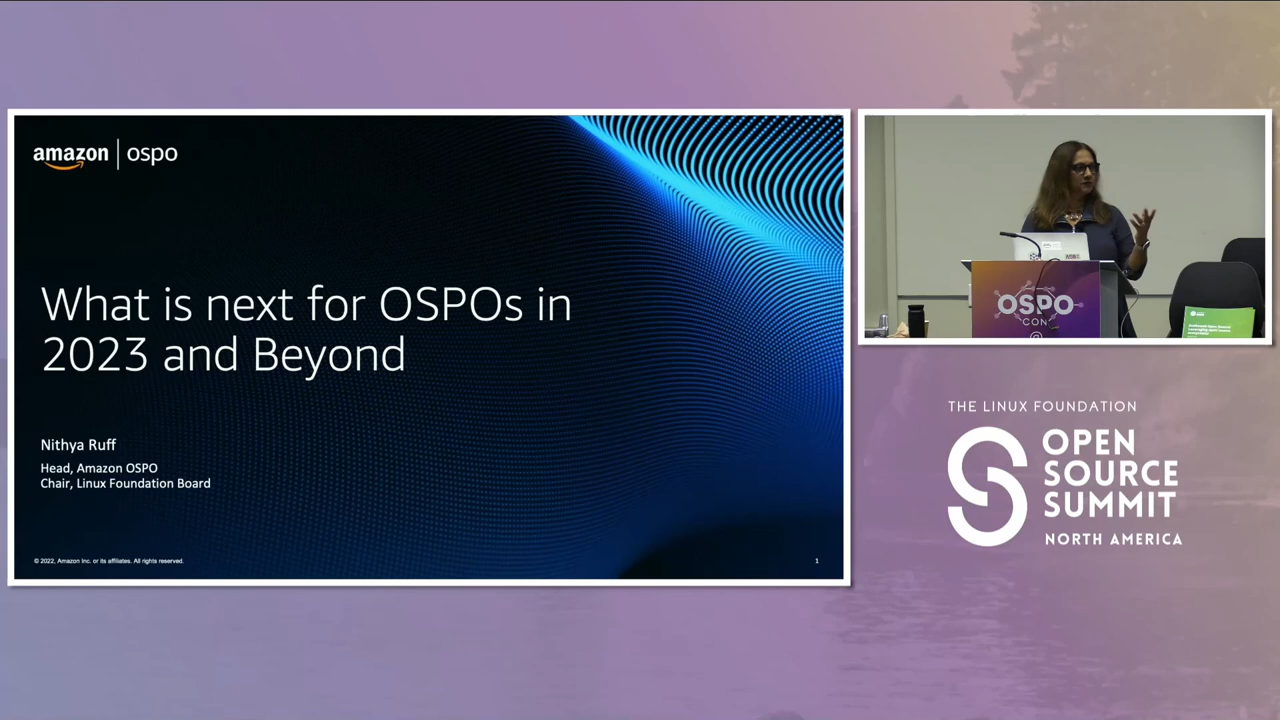 amazon | ospo
What is next for OSPOs in
2023 and Beyond
Nithya Ruff
Head, Amazon OSPO
Chair, Linux Foundation Board
© 2022, Amazon Inc. or its affiliates. All rights reserved.
1
OSPO
CON
THE LINUX FOUNDATION
OPEN
SOURCE
SUMMIT
NORTH AMERICA